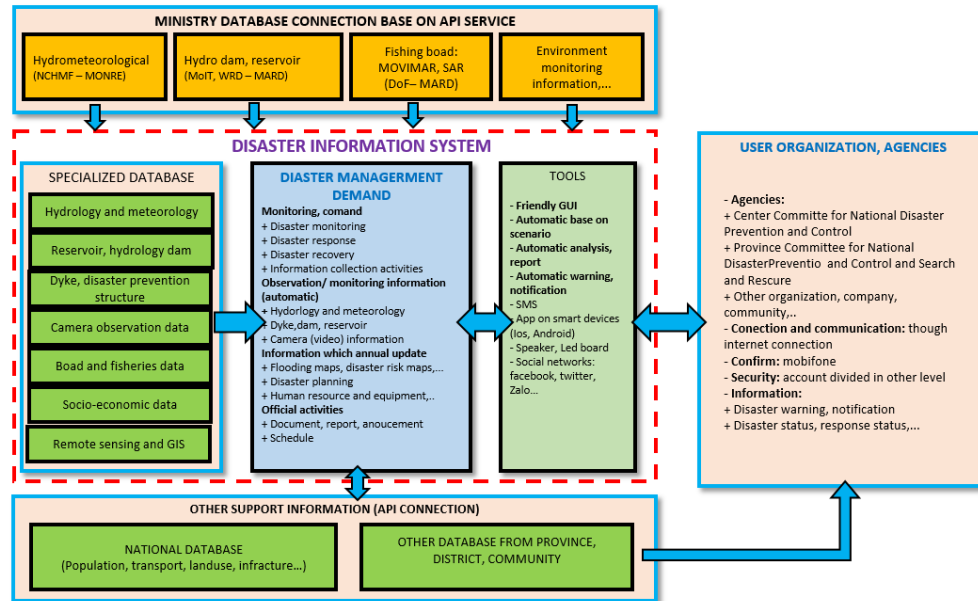 MINISTRY DATABASE CONNECTION BASE ON API SERVICE
Hydrometeorological
(NCHMF – MONRE)
Hydro dam, reservoir
(MoIT, WRD – MARD)
Fishing boad:
MOVIMAR, SAR
(DoF– MARD)
Environment
monitoring
information,...
DISASTER INFORMATION SYSTEM
SPECIALIZED DATABASE
Hydrology and meteorology
Reservoir, hydrology dam
Dyke, disaster prevention
structure
Camera observation data
Boad and fisheries data
Socio-economic data
Remote sensing and GIS
DIASTER MANAGERMENT
DEMAND
Monitoring, comand
+ Disaster monitoring
+ Disaster response
+ Disaster recovery
+ Information collection activities
Observation/ monitoring information
(automatic)
+ Hydorlogy and meteorology
+ Dyke,dam, reservoir
+ Camera (video) information
Information which annual update
+ Flooding maps, disaster risk maps,...
+ Disaster planning
+ Human resource and equipment,..
Official activities
+ Document, report, anoucement
+ Schedule
TOOLS
- Friendly GUI
- Automatic base on
scenario
- Automatic analysis,
report
- Automatic warning,
notification
- SMS
- App on smart devices
(Ios, Android)
- Speaker, Led board
- Social networks:
facebook, twitter,
Zalo...
USER ORGANIZATION, AGENCIES
- Agencies:
+ Center Committe for National Disaster
Prevention and Control
+ Province Committe for National
DisasterPreventio and Control and Search
and Rescure
+ Other organization, company,
community,..
- Conection and communication: though
internet connection
- Confirm: mobifone
- Security: account divided in other level
- Information:
+ Disaster warning, notification
+ Disaster status, response status,...
OTHER SUPPORT INFORMATION (API CONNECTION)
NATIONAL DATABASE
(Population, transport, landuse, infracture...)
OTHER DATABASE FROM PROVINCE,
DISTRICT, COMMUNITY